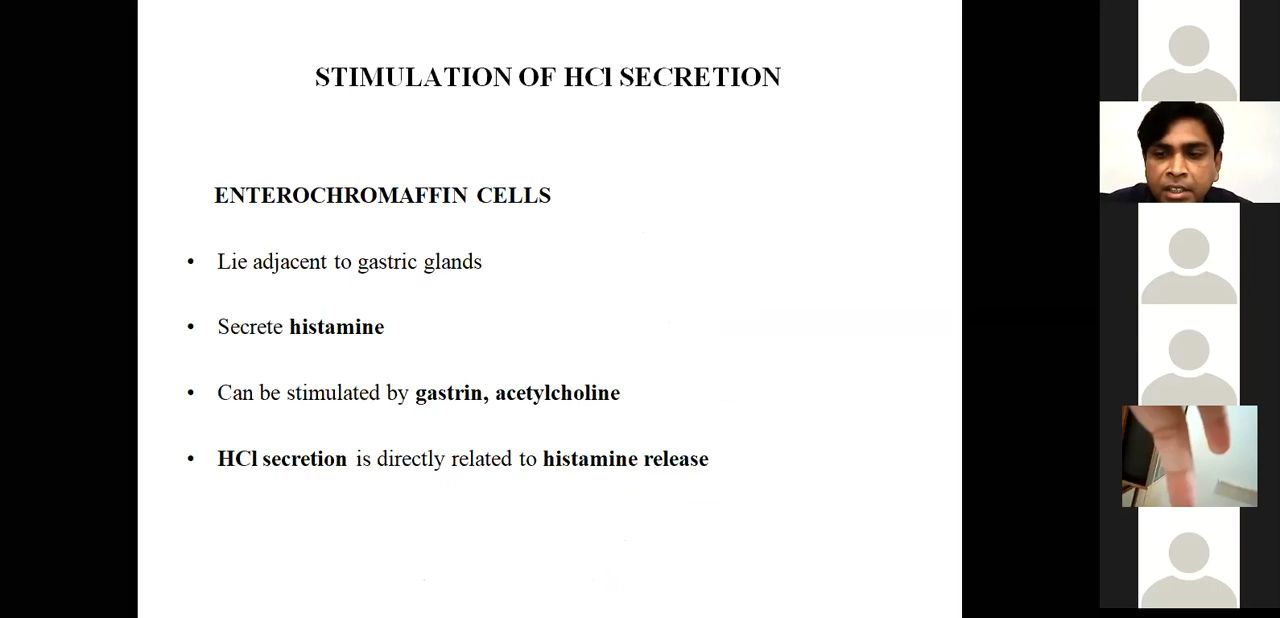 STIMULATION OF HCl SECRETION
ENTEROCHROMAFFIN CELLS
• Lie adjacent to gastric glands
• Secrete histamine
• Can be stimulated by gastrin, acetylcholine
• HCl secretion is directly related to histamine release